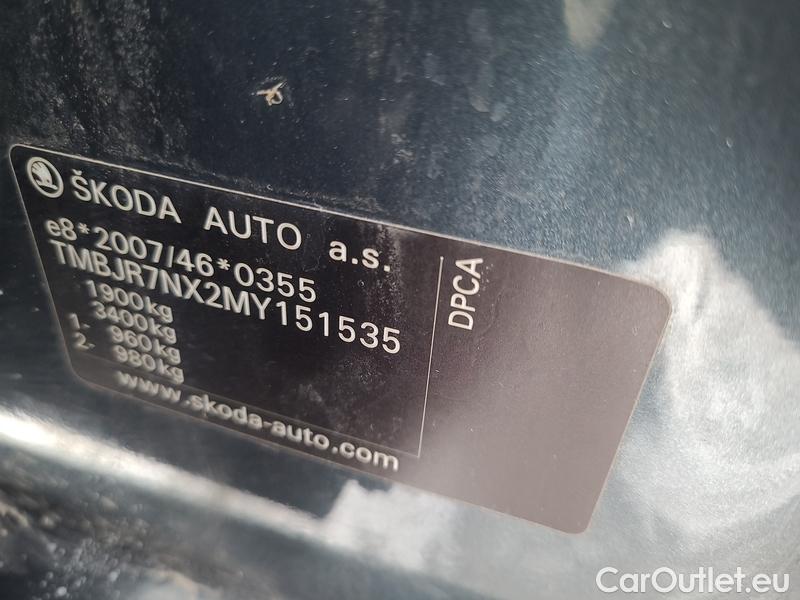 ŠKODA AUTO a.s.
e8*2007/46*0355
TMBJR7NX2MY151535
1900kg
3400kg
1- 960kg
2- 980kg
www.skoda-auto.com
DPCA
CarOutlet.eu